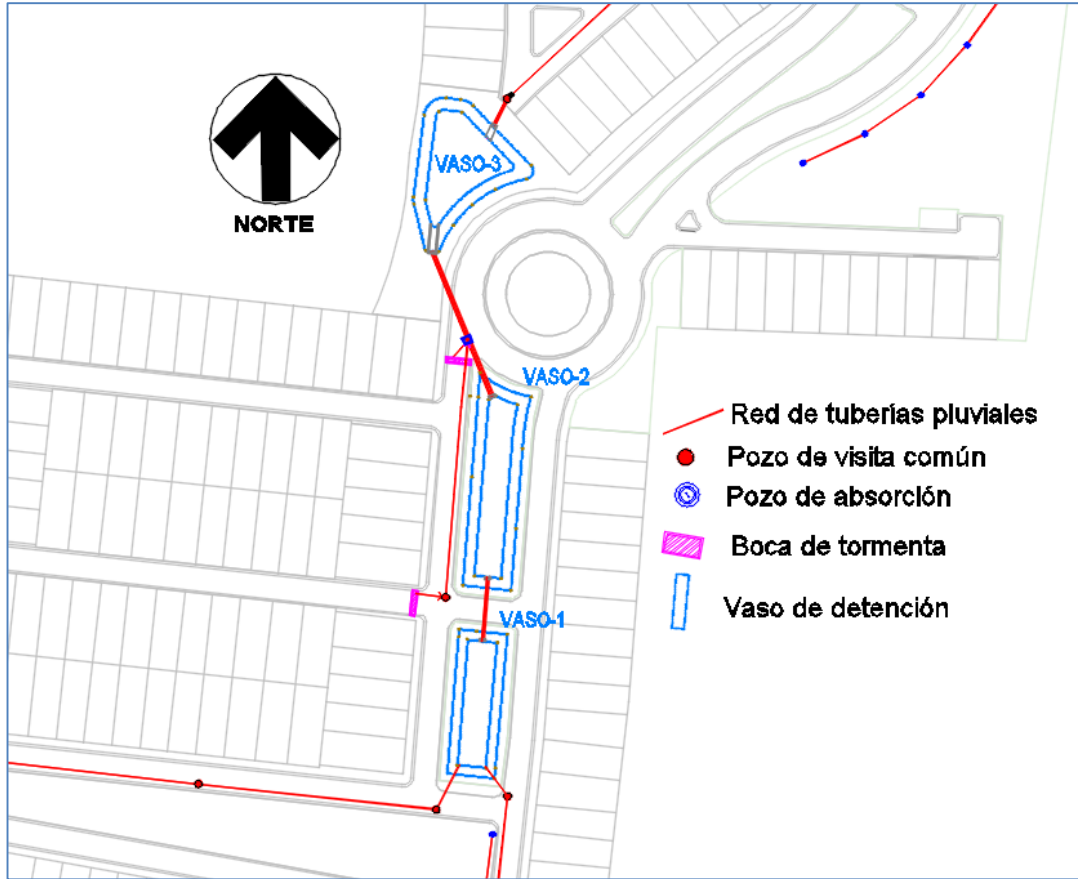 NORTE
VASO-3
VASO-2
VASO-1
Red de tuberías pluviales
Pozo de visita común
Pozo de absorción
Boca de tormenta
Vaso de detención